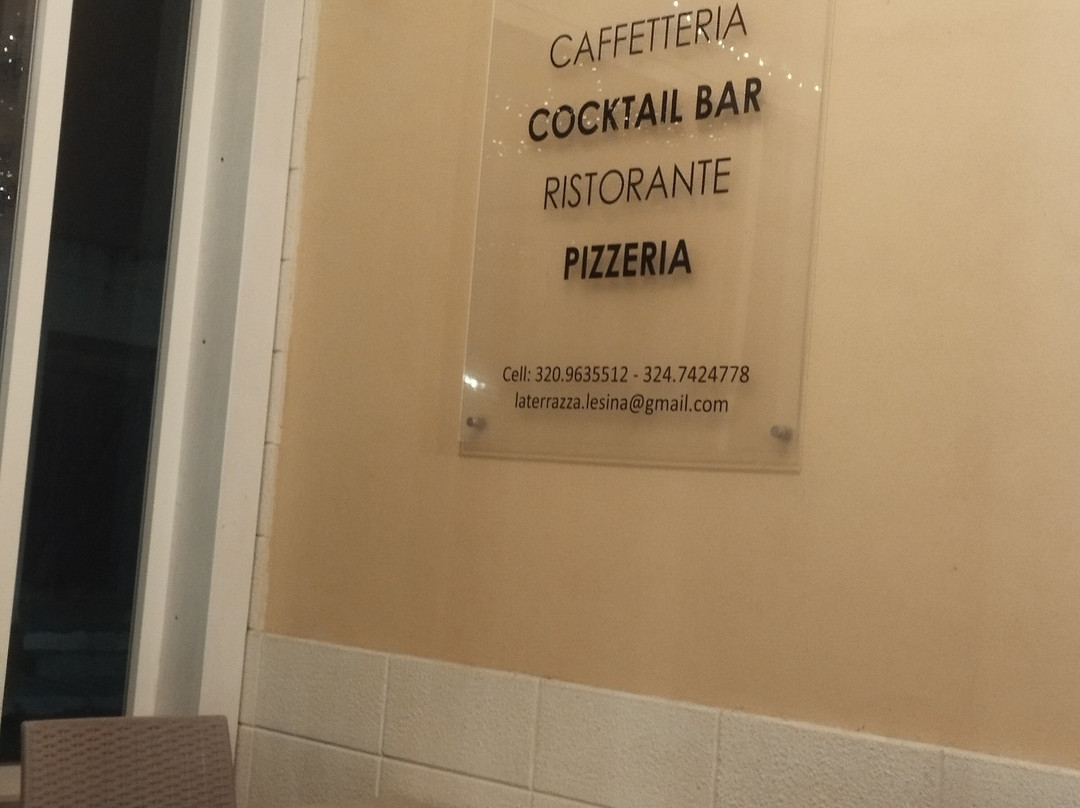 CAFFETTERIA
COCKTAIL BAR
RISTORANTE
PIZZERIA
Cell: 320.9635512 - 324.7424778
laterrazza.lesina@gmail.com